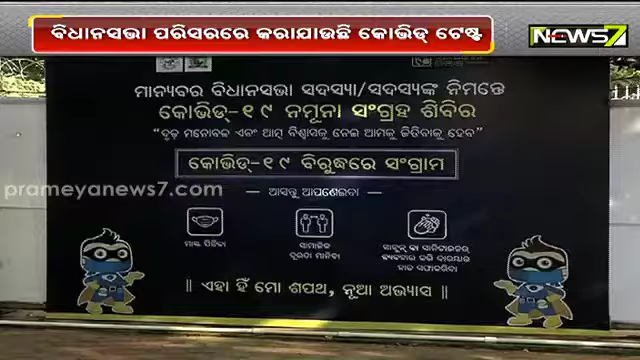 ବିଧାନସଭା ପରିସରରେ କରାଯାଉଛି କୋଭିଡ୍ ଟେଷ୍ଟ
NEWS7
ମାନ୍ୟବର ବିଧାନସଭା ସଦସ୍ୟା/ସଦସ୍ୟଙ୍କ ନିମନ୍ତେ
କୋଭିଡ୍-୧୯ ନମୂନା ସଂଗ୍ରହ ଶିବିର
“ଦୃଢ଼ ମନୋବଳ ଏବଂ ଆତ୍ମ ବିଶ୍ୱାସକୁ ନେଇ ଆମକୁ ଜିତିବାକୁ ହେବ”
କୋଭିଡ୍-୧୯ ବିରୁଦ୍ଧରେ ସଂଗ୍ରାମ
prameyanews7.com
— ଆସନ୍ତୁ ଆପଣେଇବା —
ମାସ୍କ ପିନ୍ଧିବା
ସାମାଜିକ
ଦୂରତା ମାନିବା
ସାବୁନ୍ କା ସାନିଟାଇଜର୍
ବ୍ୟବହାର କରି ବାରମ୍ବାର
ହାତ ସଫାକରିବା
|| ଏହା ହିଁ ମୋ ଶପଥ, ନୂଆ ଅଭ୍ୟାସ ||